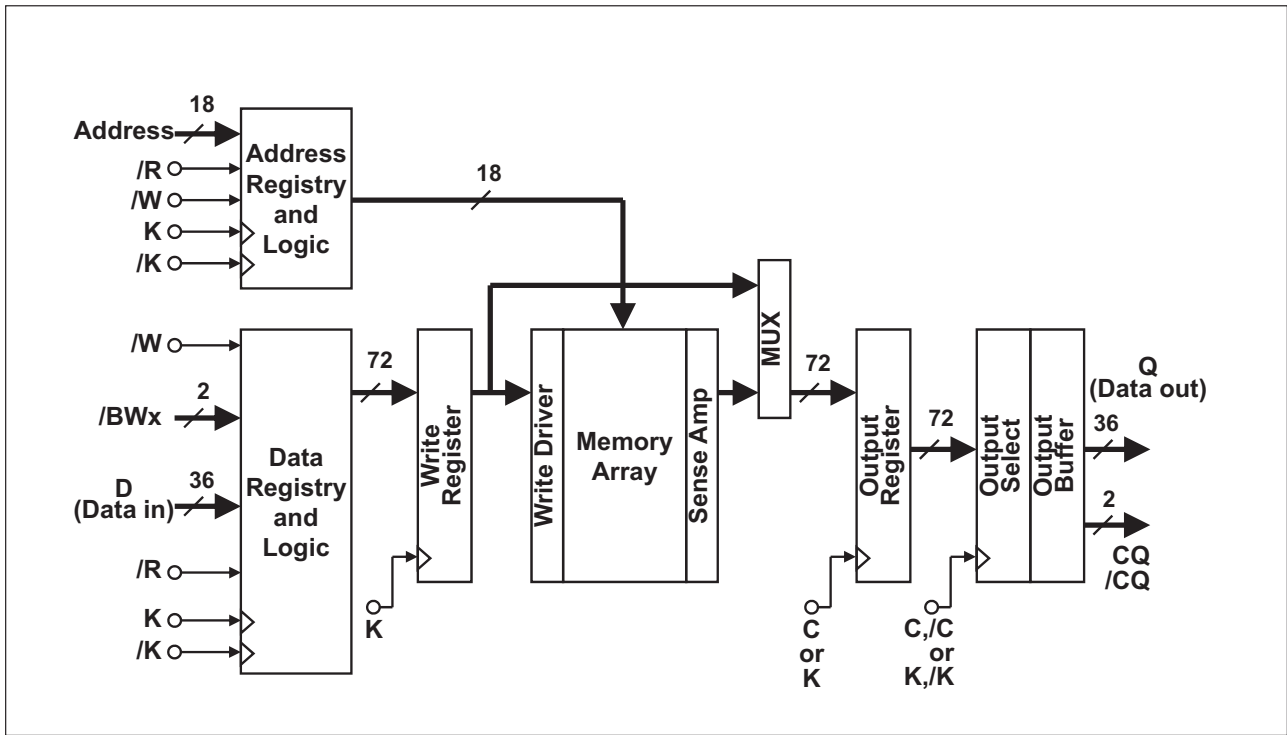 18
Address
/R
/W
K
/K
Address
Registry
and
Logic
18
/W
2
/BWx
36
D
(Data in)
/R
K
/K
Data
Registry
and
Logic
72
Write
Register
K
Write Driver
Memory
Array
Sense Amp
MUX
72
Output
Register
C
or
K
72
Output
Select
C,/C
or
K,/K
Output
Buffer
Q
(Data out)
36
2
CQ
/CQ